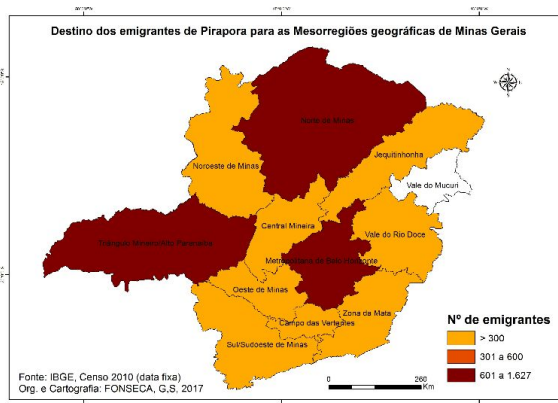 Destino dos emigrantes de Pirapora para as Mesorregiões geográficas de Minas Gerais
Norte de Minas
Jequitinhonha
Noroeste de Minas
Vale do Mucuri
Central Mineira
Vale do Rio Doce
Triângulo Mineiro/Alto Paranaíba
Metropolitana de Belo Horizonte
Oeste de Minas
Zona da Mata
Campo das Vertentes
Sul/Sudoeste de Minas
Nº de emigrantes
> 300
301 a 600
601 a 1.627
Fonte: IBGE, Censo 2010 (data fixa)
Org. e Cartografia: FONSECA, G,S, 2017
0 260
Km